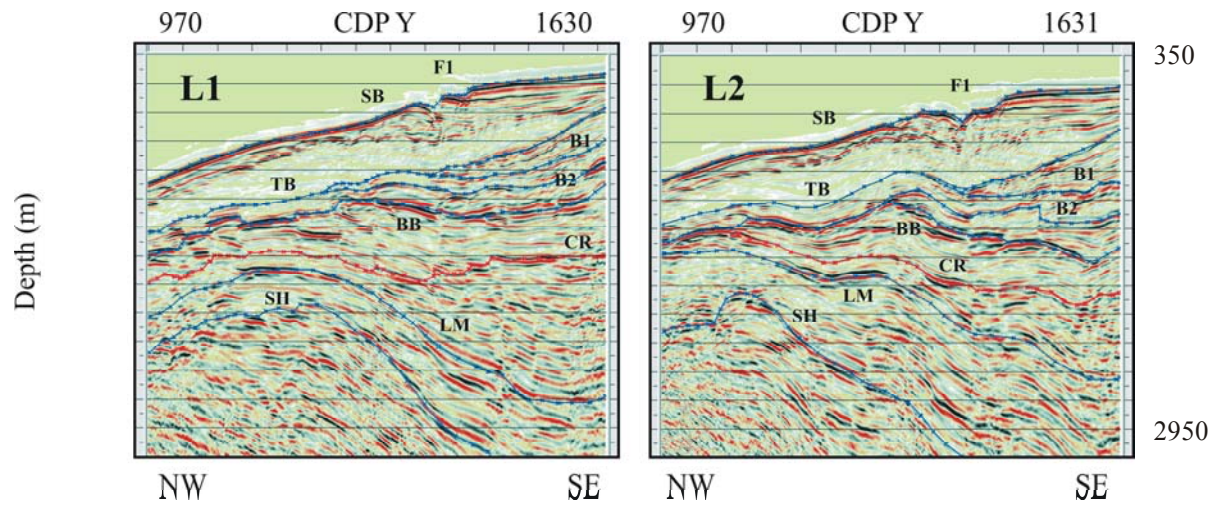 970 CDP Y 1630
970 CDP Y 1631
350
L1
F1
SB
B1
TB
B2
BB
CR
SH
LM
L2
F1
SB
B1
TB
B2
BB
CR
LM
SH
Depth (m)
2950
NW SE
NW SE